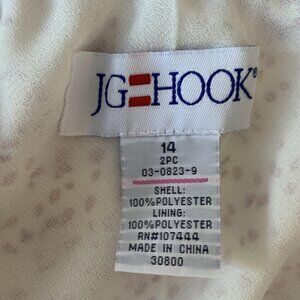 JG HOOK®
14
2PC
03-0823-9
SHELL:
100%POLYESTER
LINING:
100%POLYESTER
RN#107444
MADE IN CHINA
30800